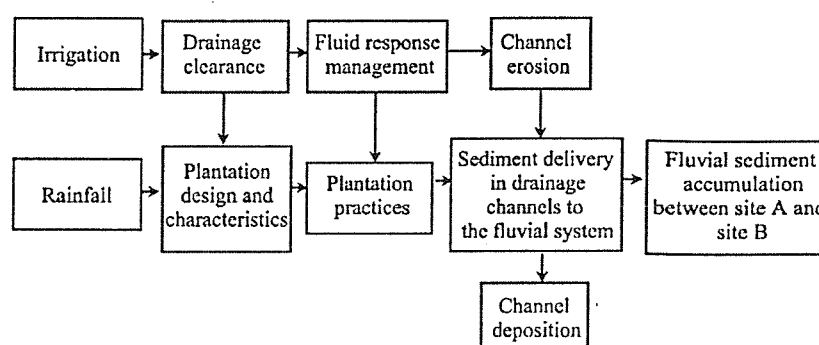 Irrigation
Drainage
clearance
Fluid response
management
Channel
erosion
Rainfall
Plantation
design and
characteristics
Plantation
practices
Sediment delivery
in drainage
channels to
the fluvial system
Fluvial sediment
accumulation
between site A and
site B
Channel
deposition